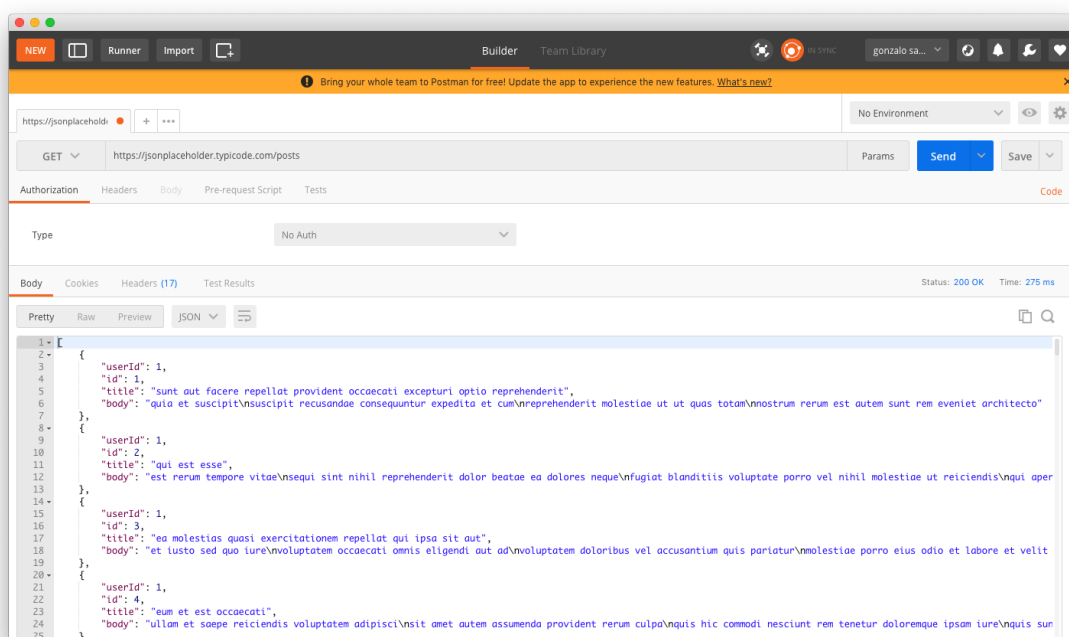 NEW Runner Import Builder Team Library IN SYNC gonzalo sa...
! Bring your whole team to Postman for free! Update the app to experience the new features. What's new?
https://jsonplaceholde + ••• No Environment
GET https://jsonplaceholder.typicode.com/posts Params Send Save
Authorization Headers Body Pre-request Script Tests Code
Type No Auth
Body Cookies Headers (17) Test Results Status: 200 OK Time: 275 ms
Pretty Raw Preview JSON
1 [
2 {
3 "userId": 1,
4 "id": 1,
5 "title": "sunt aut facere repellat provident occaecati excepturi optio reprehenderit",
6 "body": "quia et suscipit\nsuscipit recusandae consequuntur expedita et cum\nreprehenderit molestiae ut ut quas totam\nnostrum rerum est autem sunt rem eveniet architecto"
7 },
8 {
9 "userId": 1,
10 "id": 2,
11 "title": "qui est esse",
12 "body": "est rerum tempore vitae\nsequi sint nihil reprehenderit dolor beatae ea dolores neque\nfugiat blanditiis voluptate porro vel nihil molestiae ut reiciendis\nqui aper
13 },
14 {
15 "userId": 1,
16 "id": 3,
17 "title": "ea molestias quasi exercitationem repellat qui ipsa sit aut",
18 "body": "et iusto sed quo iure\nvoluptatem occaecati omnis eligendi aut ad\nvoluptatem doloribus vel accusantium quis pariatur\nmolestiae porro eius odio et labore et velit
19 },
20 {
21 "userId": 1,
22 "id": 4,
23 "title": "eum et est occaecati",
24 "body": "ullam et saepe reiciendis voluptatem adipisci\nsit amet autem assumenda provident rerum culpa\nquis hic commodi nesciunt rem tenetur doloremque ipsam iure\nquis sun
25 }